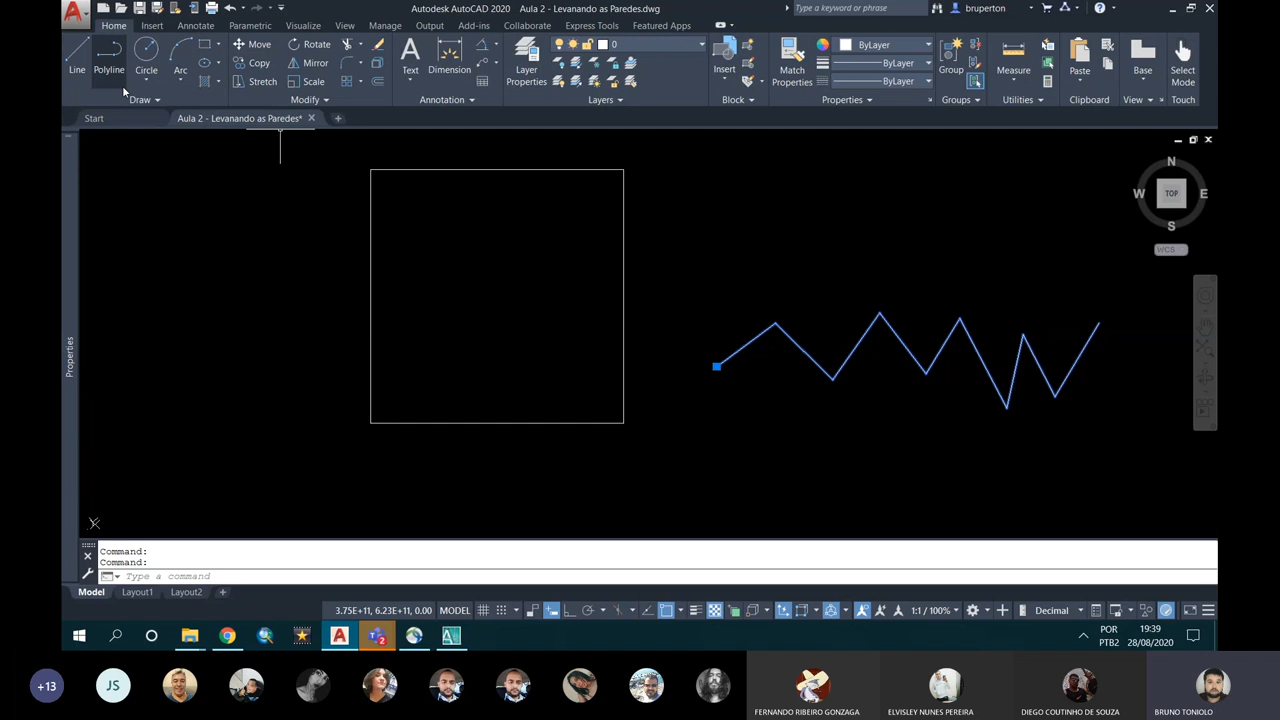 Autodesk AutoCAD 2020 Aula 2 - Levanando as Paredes.dwg
Type a keyword or phrase
bruperton
Home Insert Annotate Parametric Visualize View Manage Output Add-ins Collaborate Express Tools Featured Apps
Line Polyline Circle Arc
Move Rotate
Copy Mirror
Stretch Scale
Text Dimension
Layer Properties
0
Insert
Match Properties
ByLayer
ByLayer
ByLayer
Group
Measure
Paste
Base
Select Mode
Draw Modify Annotation Layers Block Properties Groups Utilities Clipboard View Touch
Start Aula 2 - Levanando as Paredes*
N
W TOP E
S
WCS
Properties
Y
X
Command:
Command:
Type a command
Model Layout1 Layout2
3.75E+11, 6.23E+11, 0.00 MODEL 1:1 / 100% Decimal
POR 19:39
PTB2 28/08/2020
2
+13 JS
FERNANDO RIBEIRO GONZAGA ELVISLEY NUNES PEREIRA DIEGO COUTINHO DE SOUZA BRUNO TONIOLO